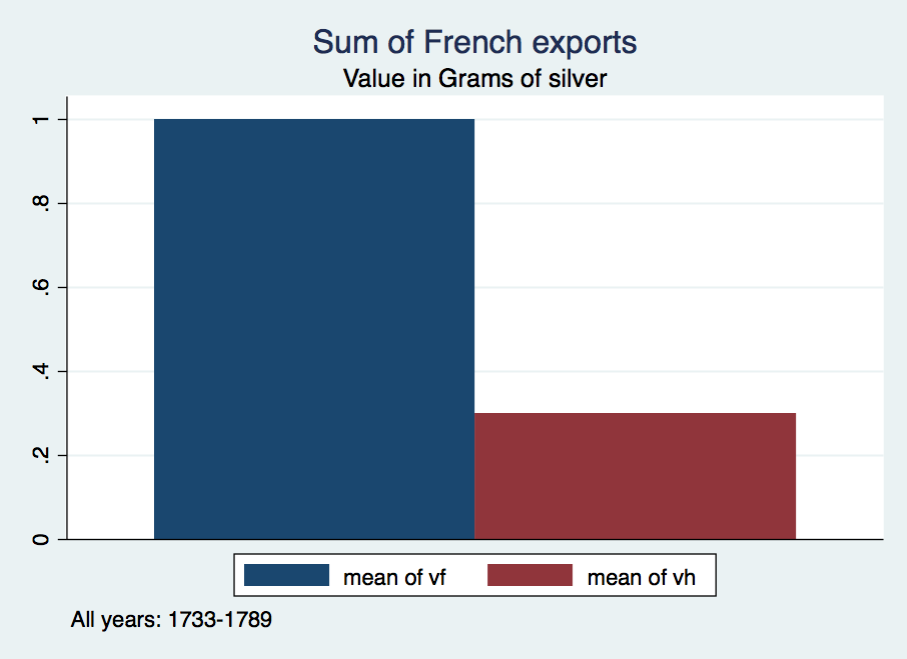 Sum of French exports
Value in Grams of silver
1
.8
.6
.4
.2
0
mean of vf mean of vh
All years: 1733-1789